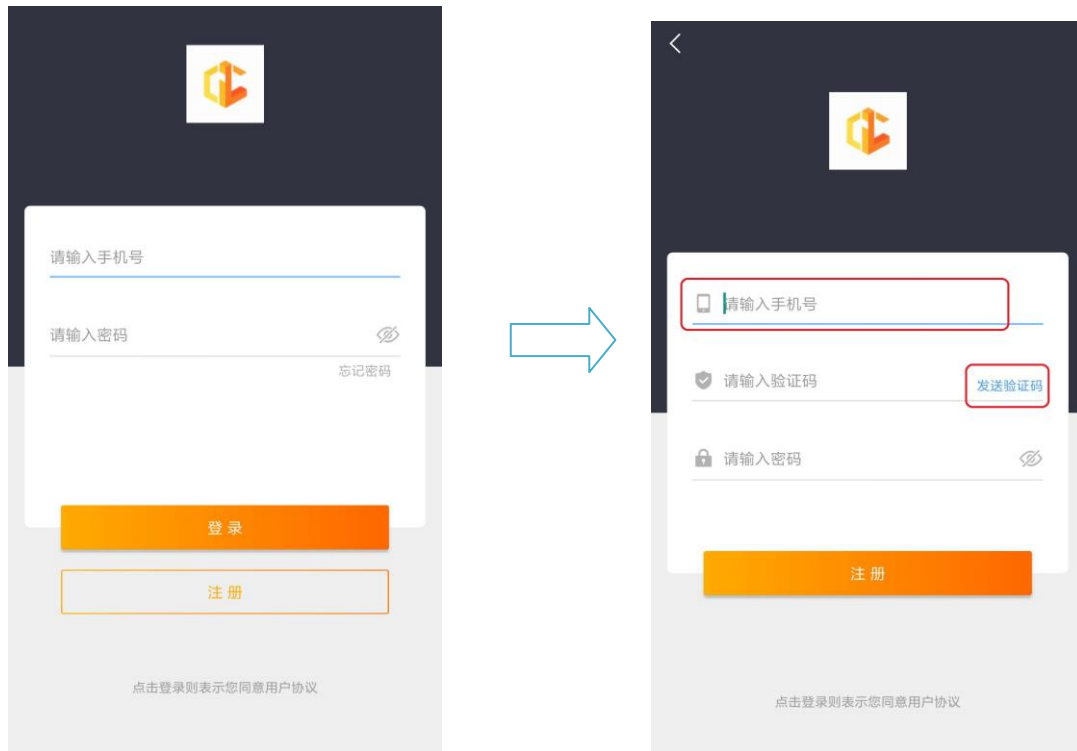 请输入手机号
请输入密码
忘记密码
登录
注册
点击登录则表示您同意用户协议
请输入手机号
请输入验证码
发送验证码
请输入密码
注册
点击登录则表示您同意用户协议